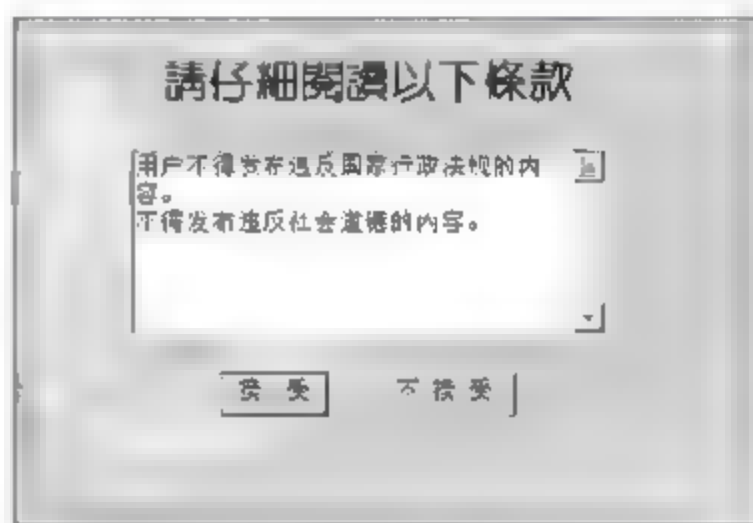 請仔細閱讀以下條款
用户不得发布违反国家行政法规的内
容。
不得发布违反社会道德的内容。
接 受
不 接 受